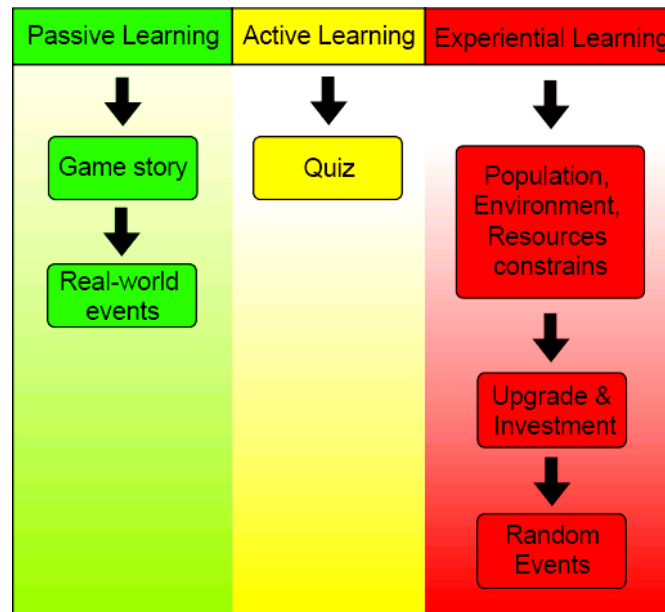 Passive Learning
Active Learning
Experiential Learning
Game story
Real-world
events
Quiz
Population,
Environment,
Resources
constrains
Upgrade &
Investment
Random
Events